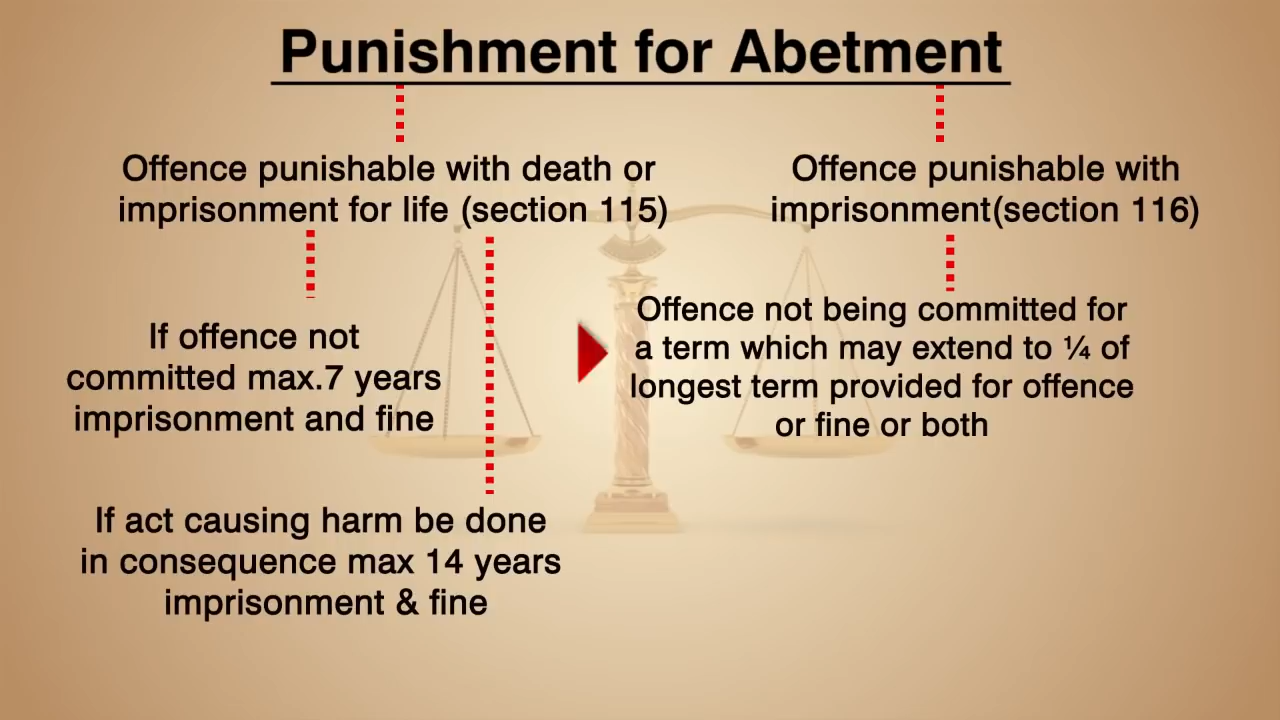 Punishment for Abetment
Offence punishable with death or
imprisonment for life (section 115)
If offence not
committed max.7 years
imprisonment and fine
If act causing harm be done
in consequence max 14 years
imprisonment & fine
Offence punishable with
imprisonment(section 116)
Offence not being committed for
a term which may extend to ¼ of
longest term provided for offence
or fine or both